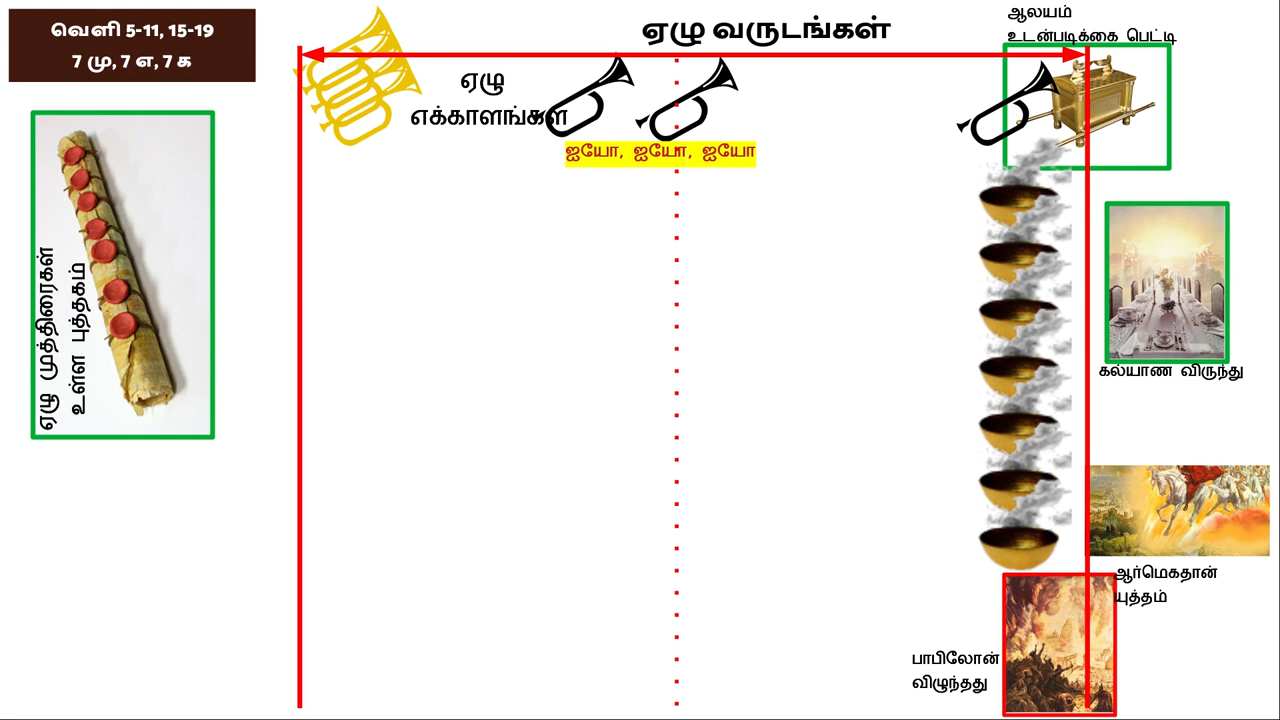 வெளி 5-11, 15-19
7 மு, 7 எ, 7 க
ஏழு வருடங்கள்
ஆலயம்
உடன்படிக்கை பெட்டி
ஏழு
எக்காளங்கள்
ஐயோ, ஐயோ, ஐயோ
ஏழு முத்திரைகள்
உள்ள புத்தகம்
கல்யாண விருந்து
ஆர்மெகதான்
யுத்தம்
பாபிலோன்
விழுந்தது